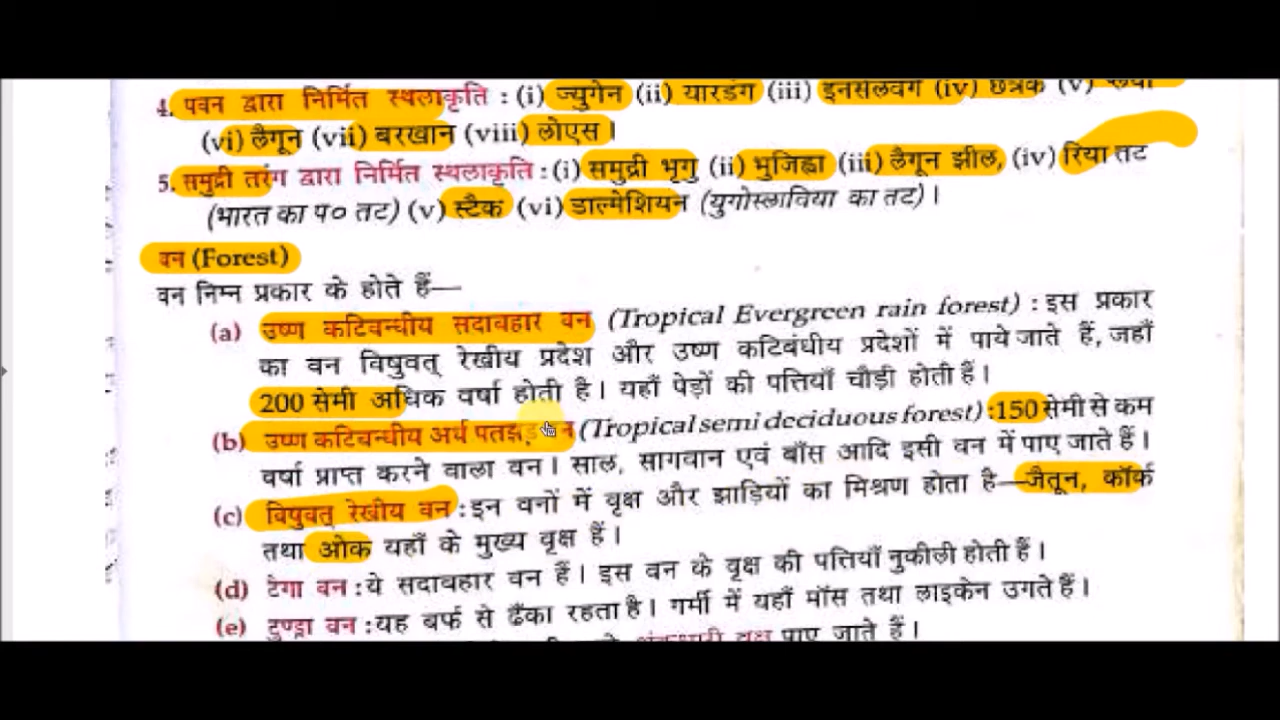 4. पवन द्वारा निर्मित स्थलाकृति : (i) ज्युगेन (ii) यारडंग (iii) इनसेलवर्ग (iv) छत्रक (v) प्लया
(vi) लैगून (vii) बरखान (viii) लोएस।
5. समुद्री तरंग द्वारा निर्मित स्थलाकृति : (i) समुद्री भृगु (ii) भुजिह्वा (iii) लैगून झील, (iv) रिया तट
(भारत का प० तट) (v) स्टैक (vi) डाल्मेशियन (युगोस्लाविया का तट)।
वन (Forest)
वन निम्न प्रकार के होते हैं—
(a) उष्ण कटिबन्धीय सदावहार वन (Tropical Evergreen rain forest) : इस प्रकार
का वन विषुवत् रेखीय प्रदेश और उष्ण कटिबंधीय प्रदेशों में पाये जाते हैं, जहाँ
200 सेमी अधिक वर्षा होती है। यहाँ पेड़ों की पत्तियाँ चौड़ी होती हैं।
(b) उष्ण कटिबन्धीय अर्ध पतझड़ (Tropical semi deciduous forest) : 150 सेमी से कम
वर्षा प्राप्त करने वाला वन। साल, सागवान एवं बाँस आदि इसी वन में पाए जाते हैं।
(c) विषुवत् रेखीय वन : इन वनों में वृक्ष और झाड़ियों का मिश्रण होता है—जैतून, कॉर्क
तथा ओक यहाँ के मुख्य वृक्ष हैं।
(d) टैगा वन : ये सदावहार वन हैं। इस वन के वृक्ष की पत्तियाँ नुकीली होती हैं।
(e) टुण्ड्रा वन : यह बर्फ से ढँका रहता है। गर्मी में यहाँ मॉस तथा लाइकेन उगते हैं।
वृक्ष पाए जाते हैं।